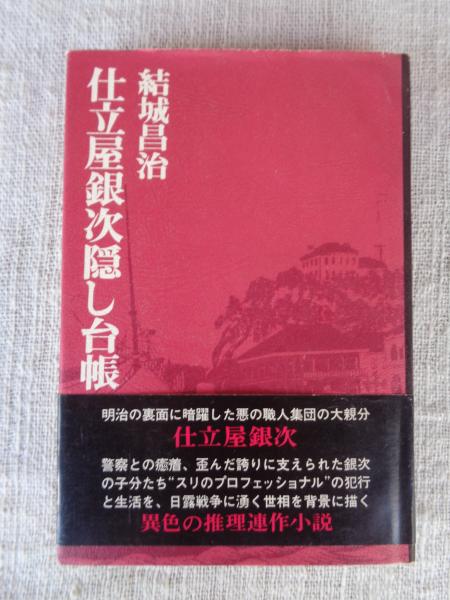 結城昌治
仕立屋銀次隠し台帳
明治の裏面に暗躍した悪の職人集団の大親分
仕立屋銀次
警察との癒着、歪んだ誇りに支えられた銀次
の子分たち“スリのプロフェッショナル”の犯行
と生活を、日露戦争に湧く世相を背景に描く
異色の推理連作小説